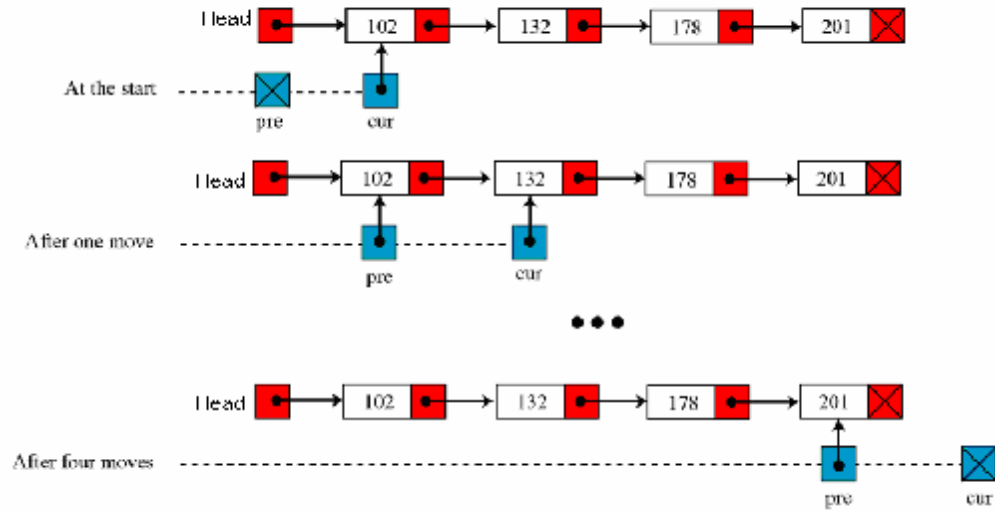 Head 102 132 178 201
At the start
pre cur
Head 102 132 178 201
After one move
pre cur
Head 102 132 178 201
After four moves
pre cur